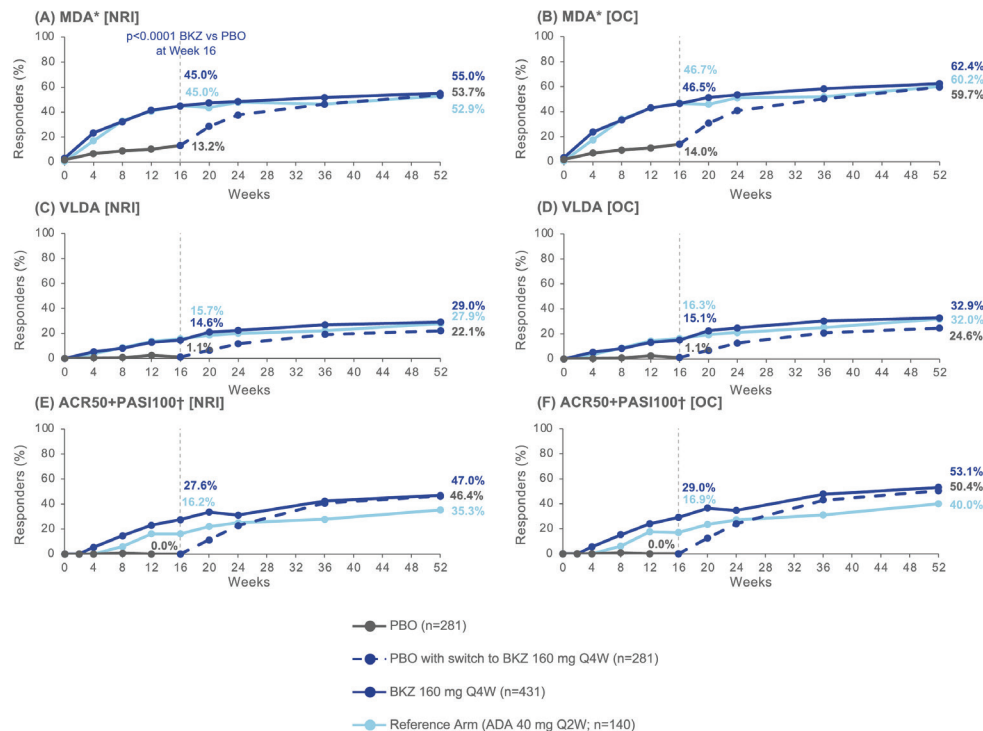 (A) MDA* [NRI]
p<0.0001 BKZ vs PBO
at Week 16
Responders (%)
100
80
60
40
20
0
45.0%
45.0%
13.2%
55.0%
53.7%
52.9%
0 4 8 12 16 20 24 28 32 36 40 44 48 52
Weeks
(B) MDA* [OC]
Responders (%)
100
80
60
40
20
0
46.7%
46.5%
14.0%
62.4%
60.2%
59.7%
0 4 8 12 16 20 24 28 32 36 40 44 48 52
Weeks
(C) VLDA [NRI]
Responders (%)
100
80
60
40
20
0
15.7%
14.6%
1.1%
29.0%
27.9%
22.1%
0 4 8 12 16 20 24 28 32 36 40 44 48 52
Weeks
(D) VLDA [OC]
Responders (%)
100
80
60
40
20
0
16.3%
15.1%
1.1%
32.9%
32.0%
24.6%
0 4 8 12 16 20 24 28 32 36 40 44 48 52
Weeks
(E) ACR50+PASI100† [NRI]
Responders (%)
100
80
60
40
20
0
27.6%
16.2%
0.0%
47.0%
46.4%
35.3%
0 4 8 12 16 20 24 28 32 36 40 44 48 52
Weeks
(F) ACR50+PASI100† [OC]
Responders (%)
100
80
60
40
20
0
29.0%
16.9%
0.0%
53.1%
50.4%
40.0%
0 4 8 12 16 20 24 28 32 36 40 44 48 52
Weeks
PBO (n=281)
PBO with switch to BKZ 160 mg Q4W (n=281)
BKZ 160 mg Q4W (n=431)
Reference Arm (ADA 40 mg Q2W; n=140)